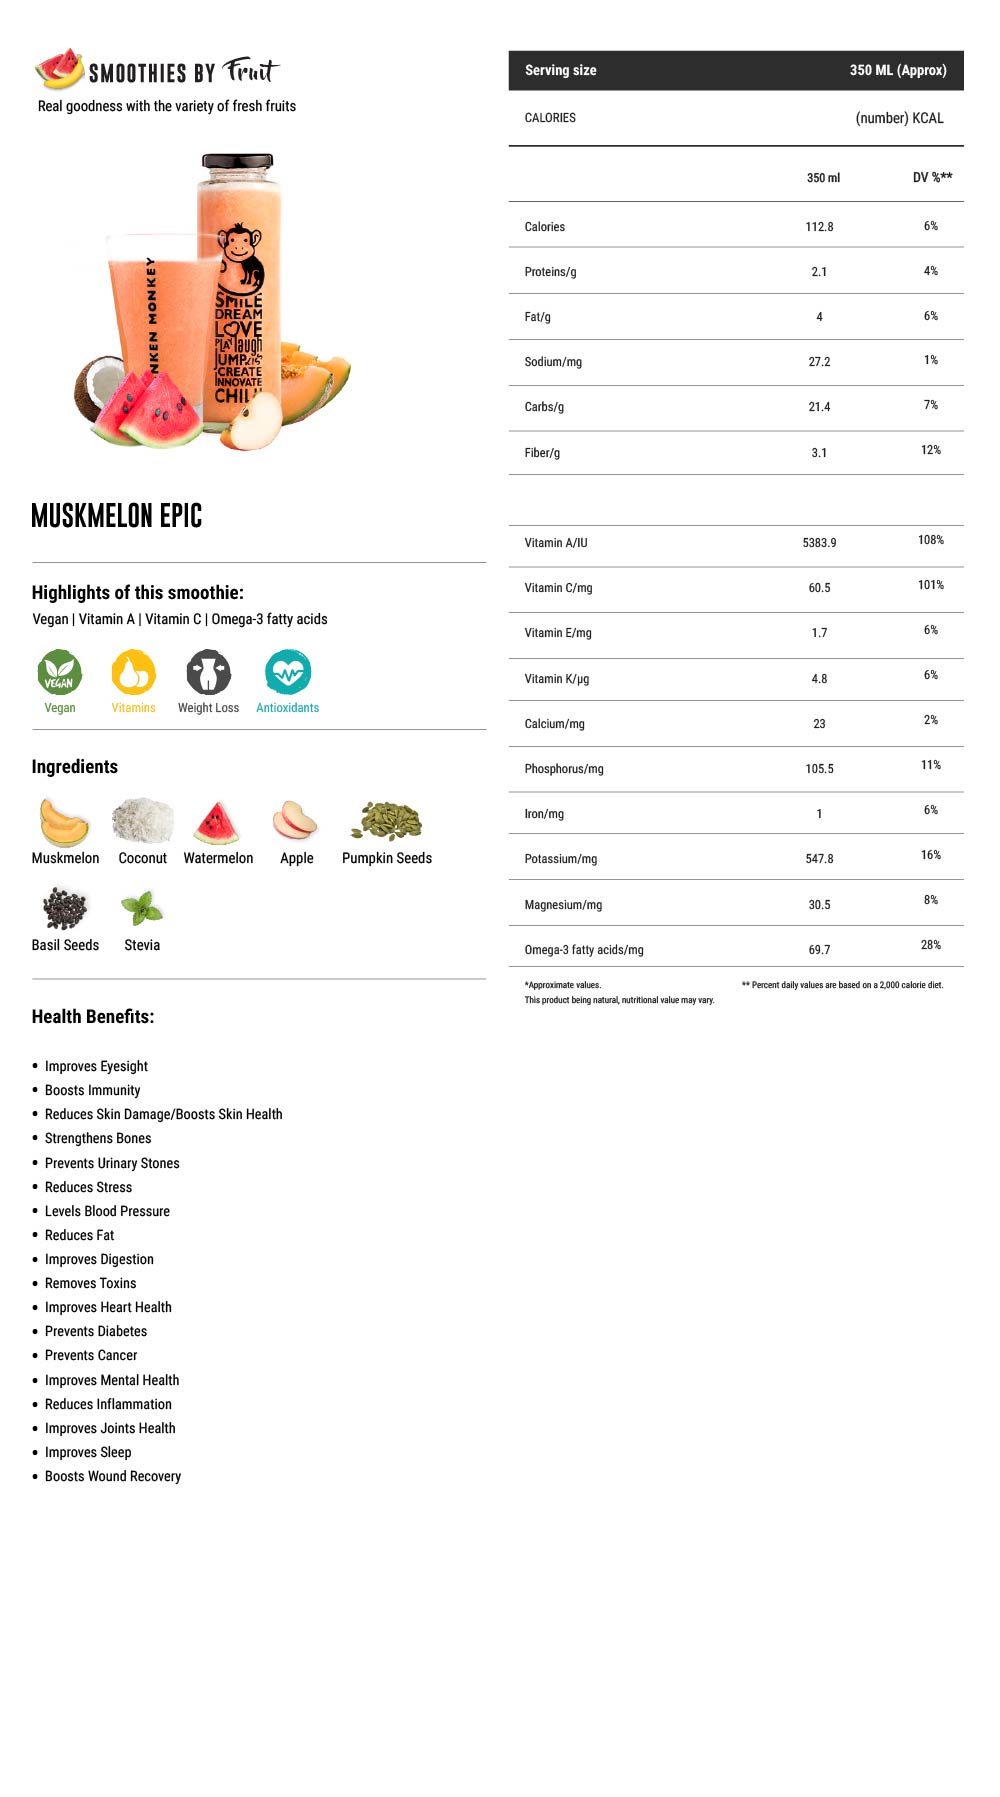 SMOOTHIES BY Fruit
Real goodness with the variety of fresh fruits
NKEN MONKEY
SMILE
DREAM
LOVE
PLAY laugh
JUMP
CREATE
INNOVATE
CHILL
MUSKMELON EPIC
Highlights of this smoothie:
Vegan | Vitamin A | Vitamin C | Omega-3 fatty acids
VEGAN
Vegan Vitamins Weight Loss Antioxidants
Ingredients
Muskmelon Coconut Watermelon Apple Pumpkin Seeds
Basil Seeds Stevia
Health Benefits:
• Improves Eyesight
• Boosts Immunity
• Reduces Skin Damage/Boosts Skin Health
• Strengthens Bones
• Prevents Urinary Stones
• Reduces Stress
• Levels Blood Pressure
• Reduces Fat
• Improves Digestion
• Removes Toxins
• Improves Heart Health
• Prevents Diabetes
• Prevents Cancer
• Improves Mental Health
• Reduces Inflammation
• Improves Joints Health
• Improves Sleep
• Boosts Wound Recovery
Serving size 350 ML (Approx)
CALORIES (number) KCAL
350 ml DV %**
Calories 112.8 6%
Proteins/g 2.1 4%
Fat/g 4 6%
Sodium/mg 27.2 1%
Carbs/g 21.4 7%
Fiber/g 3.1 12%
Vitamin A/IU 5383.9 108%
Vitamin C/mg 60.5 101%
Vitamin E/mg 1.7 6%
Vitamin K/µg 4.8 6%
Calcium/mg 23 2%
Phosphorus/mg 105.5 11%
Iron/mg 1 6%
Potassium/mg 547.8 16%
Magnesium/mg 30.5 8%
Omega-3 fatty acids/mg 69.7 28%
*Approximate values. ** Percent daily values are based on a 2,000 calorie diet.
This product being natural, nutritional value may vary.